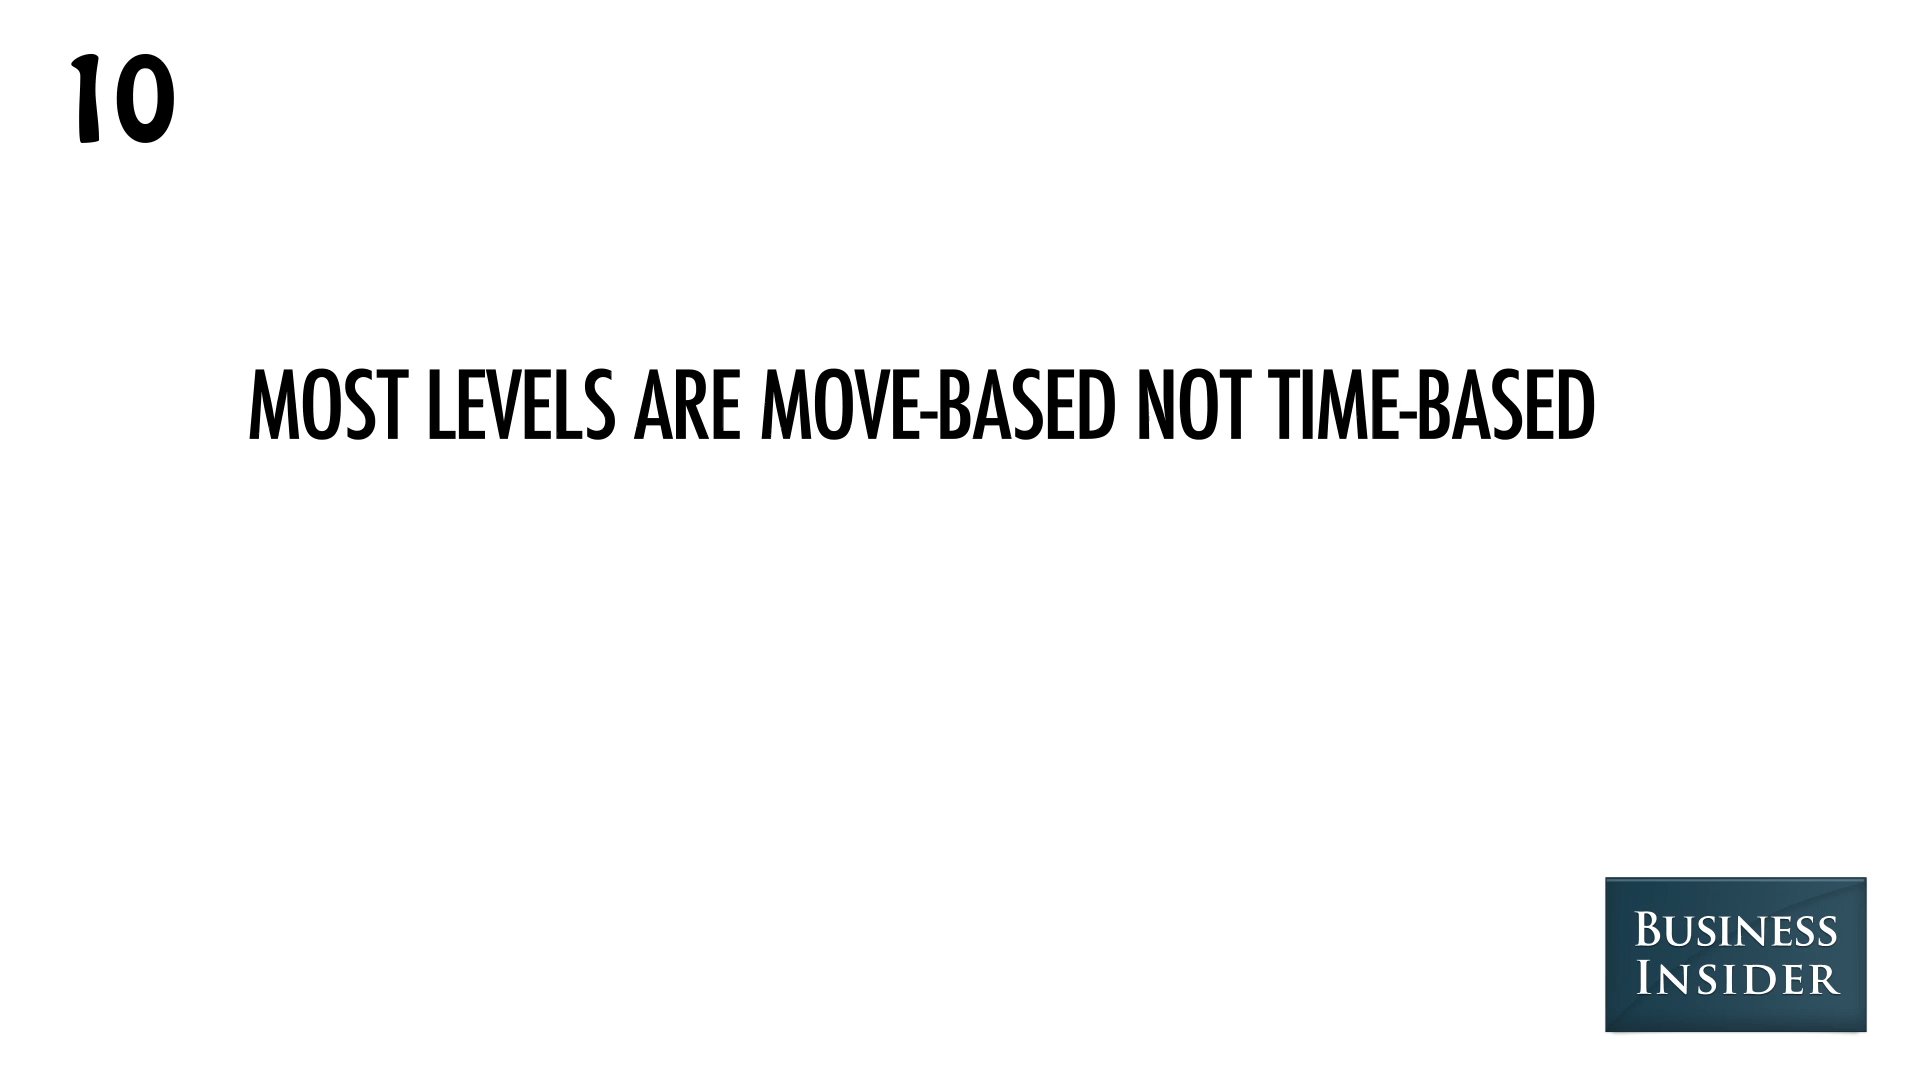 10
MOST LEVELS ARE MOVE-BASED NOT TIME-BASED
BUSINESS
INSIDER